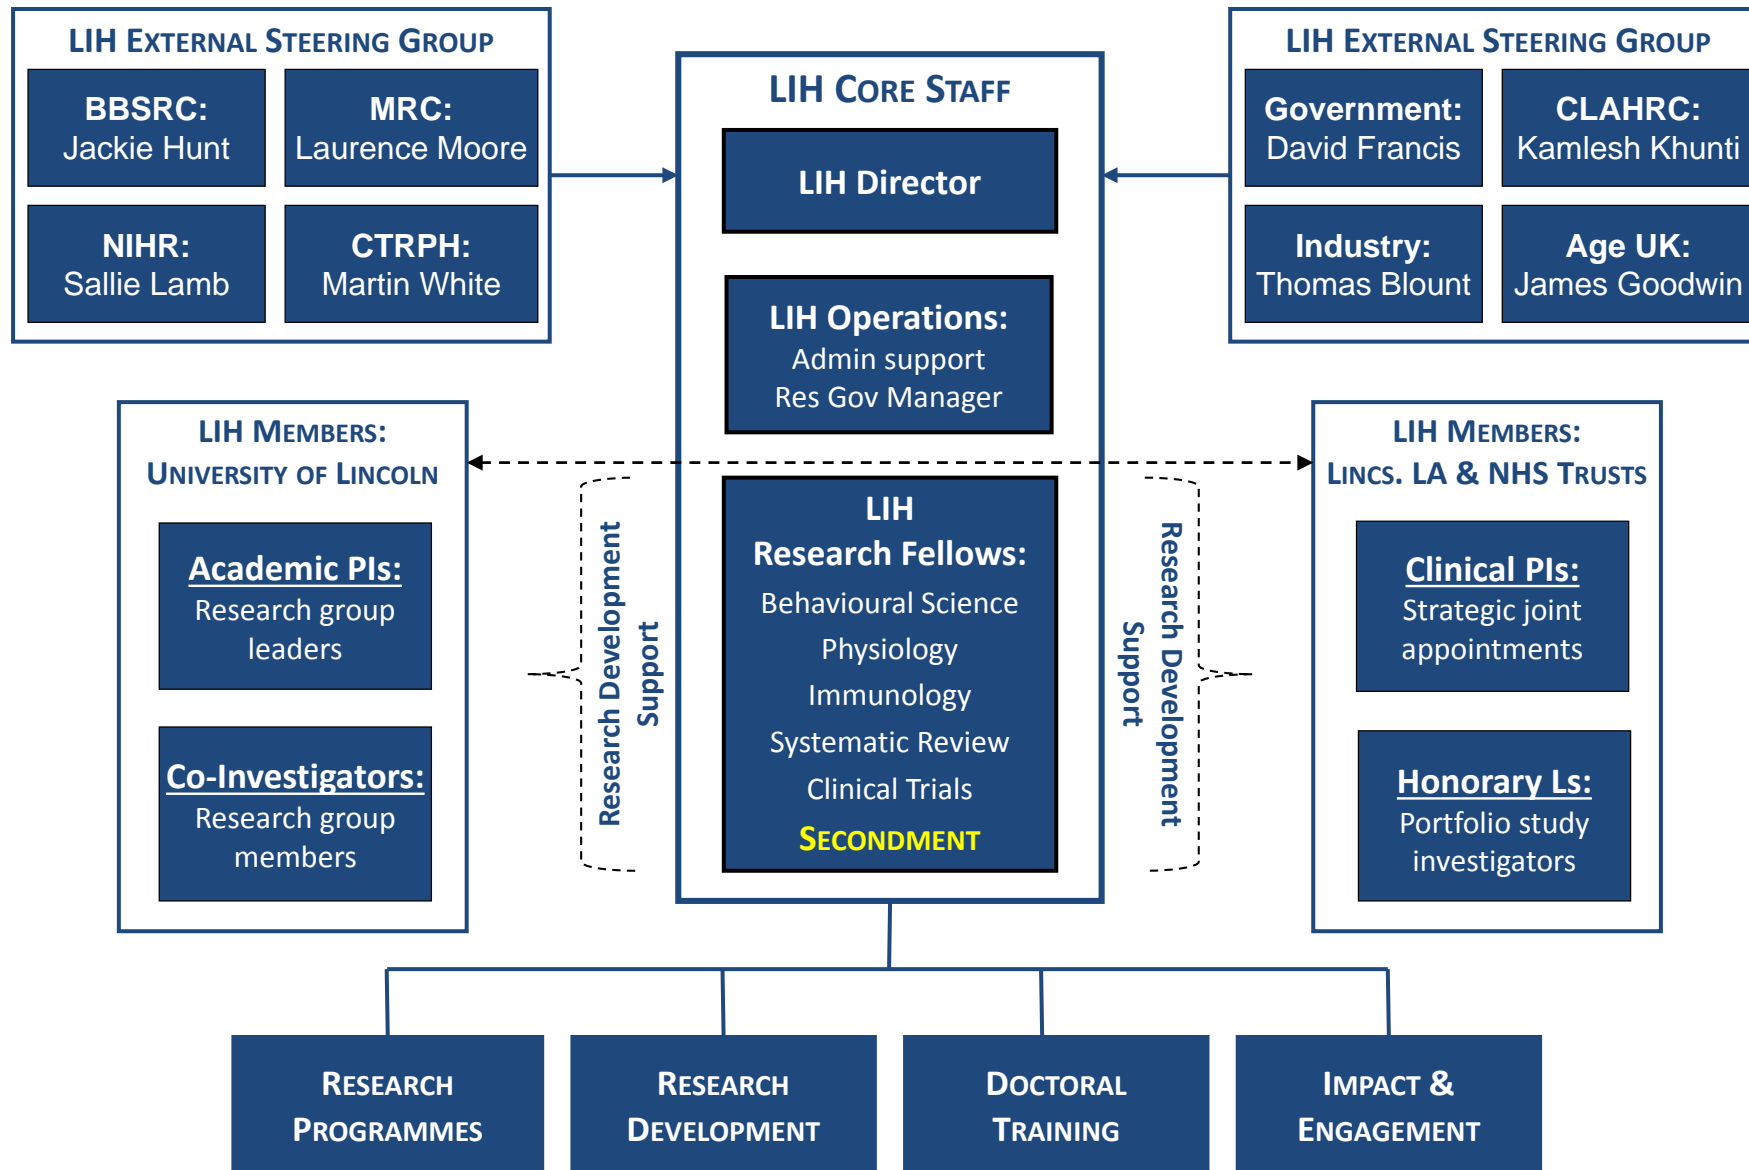 LIH EXTERNAL STEERING GROUP
BBSRC:
Jackie Hunt
MRC:
Laurence Moore
NIHR:
Sallie Lamb
CTRPH:
Martin White
LIH CORE STAFF
LIH Director
LIH Operations:
Admin support
Res Gov Manager
LIH
Research Fellows:
Behavioural Science
Physiology
Immunology
Systematic Review
Clinical Trials
SECONDMENT
LIH EXTERNAL STEERING GROUP
Government:
David Francis
CLAHRC:
Kamlesh Khunti
Industry:
Thomas Blount
Age UK:
James Goodwin
LIH MEMBERS:
UNIVERSITY OF LINCOLN
Academic PIs:
Research group
leaders
Co-Investigators:
Research group
members
Research Development
Support
Research Development
Support
LIH MEMBERS:
LINCS. LA & NHS TRUSTS
Clinical PIs:
Strategic joint
appointments
Honorary Ls:
Portfolio study
investigators
RESEARCH
PROGRAMMES
RESEARCH
DEVELOPMENT
DOCTORAL
TRAINING
IMPACT &
ENGAGEMENT